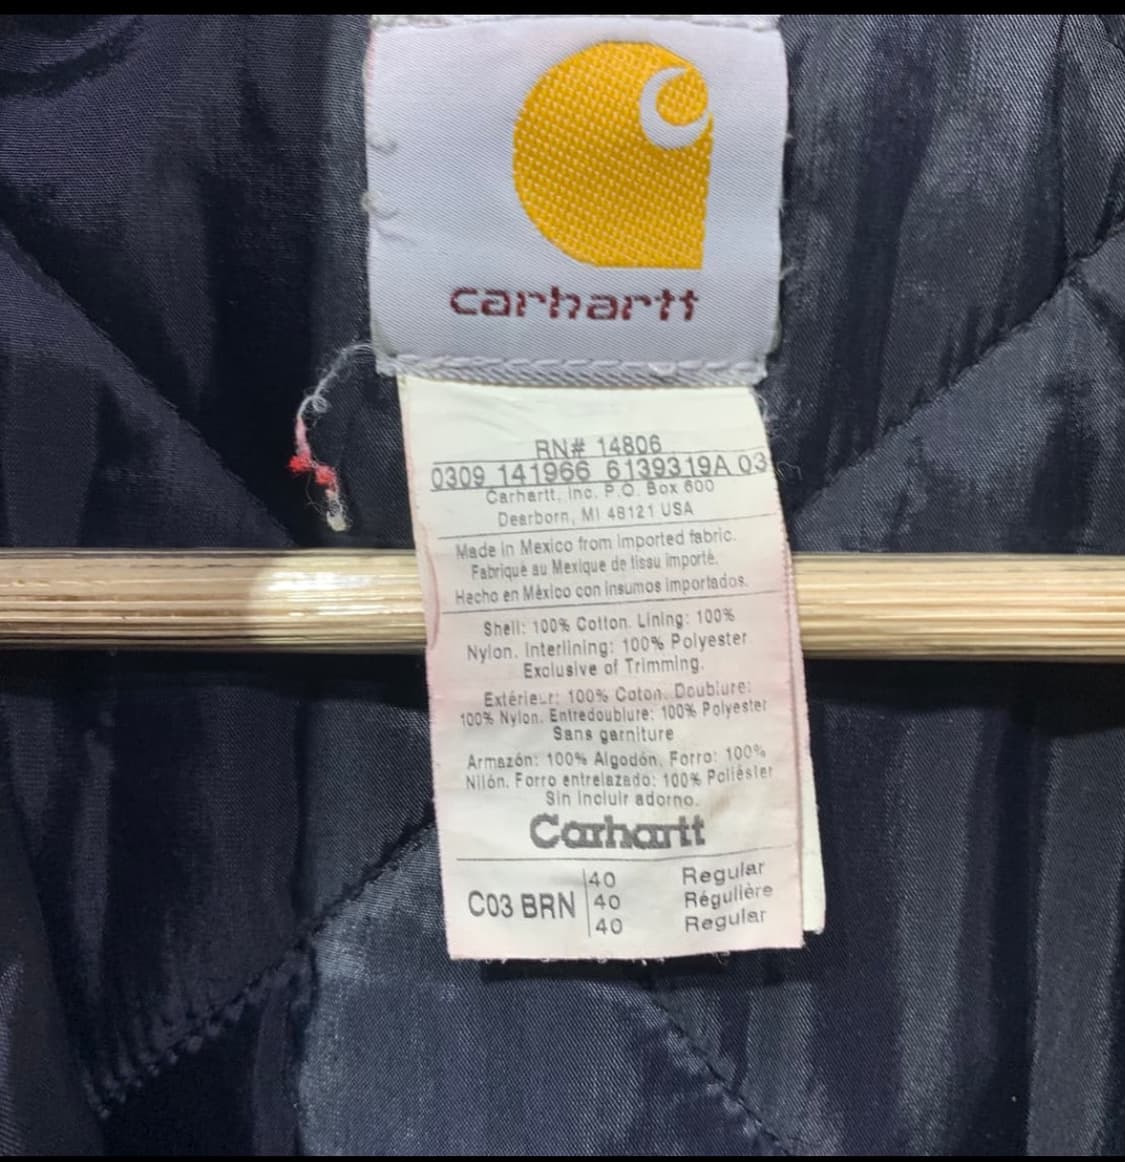 carhartt
RN# 14806
0309 141966 6139319A 03
Carhartt, Inc. P.O. Box 600
Dearborn, MI 48121 USA
Made in Mexico from imported fabric.
Fabriqué au Mexique de tissu importé.
Hecho en México con insumos importados.
Shell: 100% Cotton. Lining: 100%
Nylon. Interlining: 100% Polyester
Exclusive of Trimming.
Extérieur: 100% Coton. Doublure:
100% Nylon. Entredoublure: 100% Polyester
Sans garniture
Armazón: 100% Algodón. Forro: 100%
Nilón. Forro entrelazado: 100% Poliéster
Sin incluir adorno.
Carhartt
40 Regular
C03 BRN 40 Régulière
40 Regular